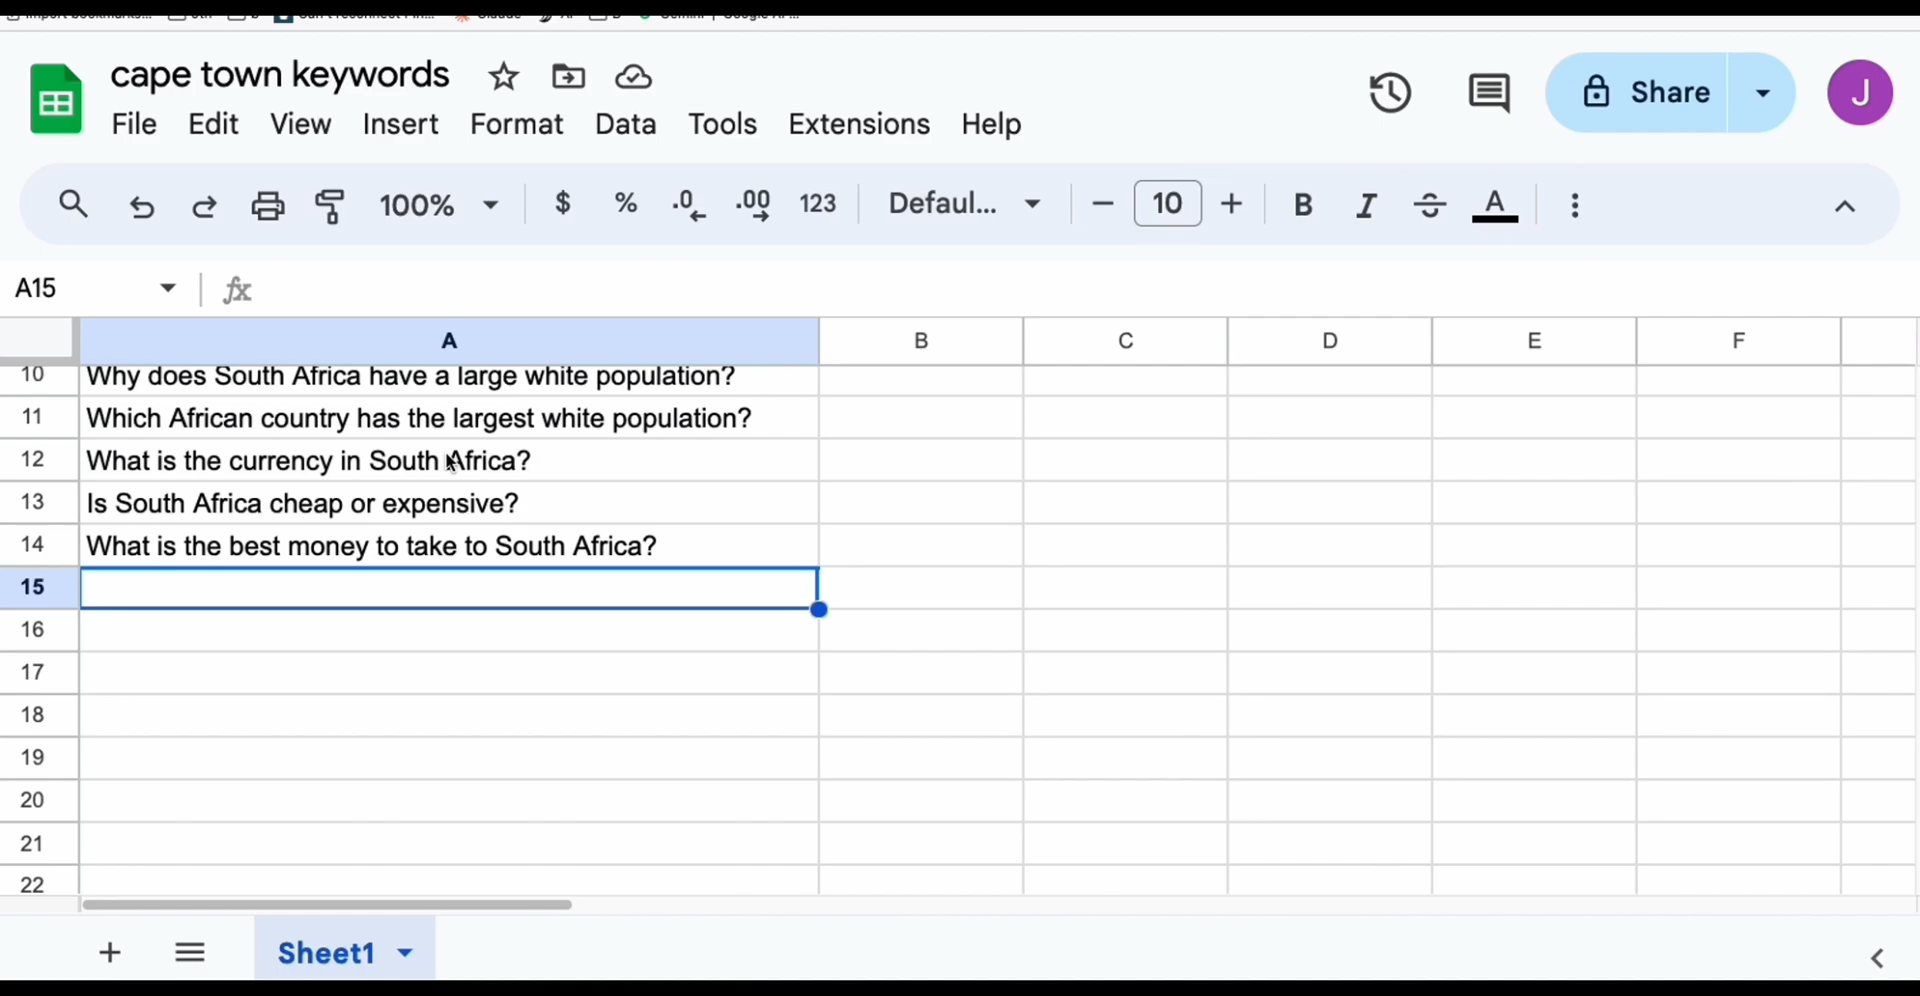 cape town keywords
Share
J
File Edit View Insert Format Data Tools Extensions Help
100% $ % .0 .00 123 Defaul... 10 B I A
A15 fx
A B C D E F
10 Why does South Africa have a large white population?
11 Which African country has the largest white population?
12 What is the currency in South Africa?
13 Is South Africa cheap or expensive?
14 What is the best money to take to South Africa?
15
16
17
18
19
20
21
22
Sheet1